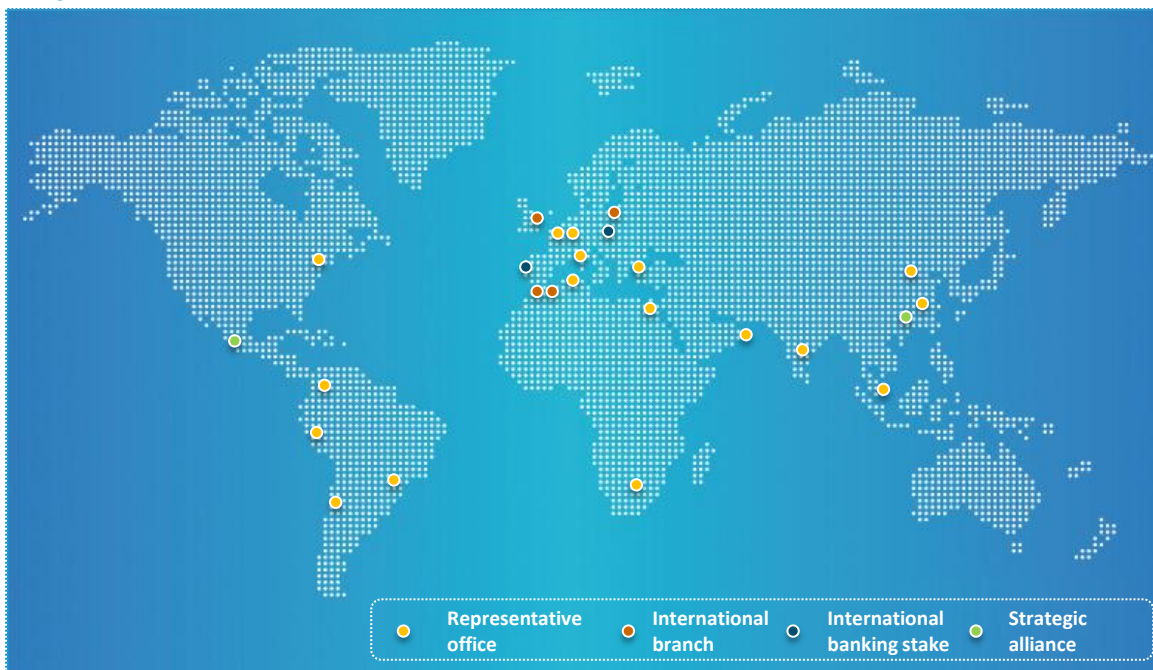 Representative
office
International
branch
International
banking stake
Strategic
alliance